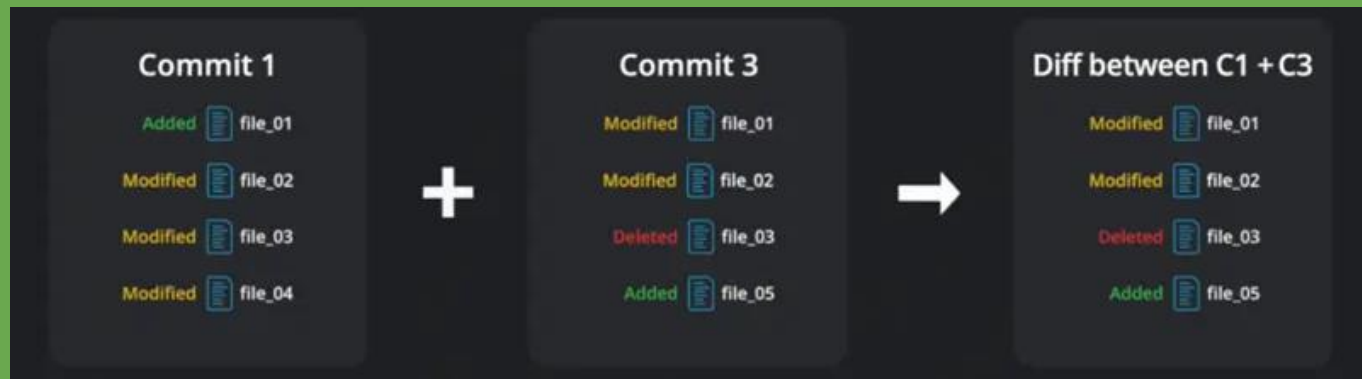 Commit 1
Added file_01
Modified file_02
Modified file_03
Modified file_04
+
Commit 3
Modified file_01
Modified file_02
Deleted file_03
Added file_05
Diff between C1 + C3
Modified file_01
Modified file_02
Deleted file_03
Added file_05